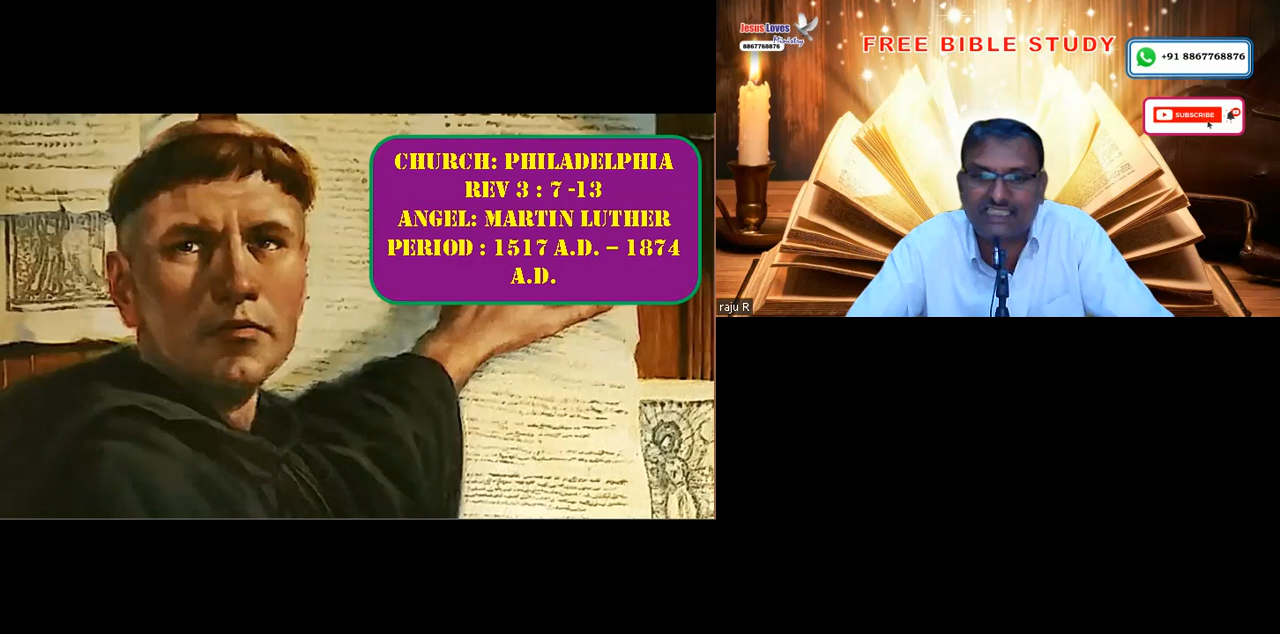 CHURCH: PHILADELPHIA
REV 3 : 7 -13
ANGEL: MARTIN LUTHER
PERIOD : 1517 A.D. – 1874
A.D.
Jesus Loves
Ministry
8867768876
FREE BIBLE STUDY
+91 8867768876
SUBSCRIBE
raju R